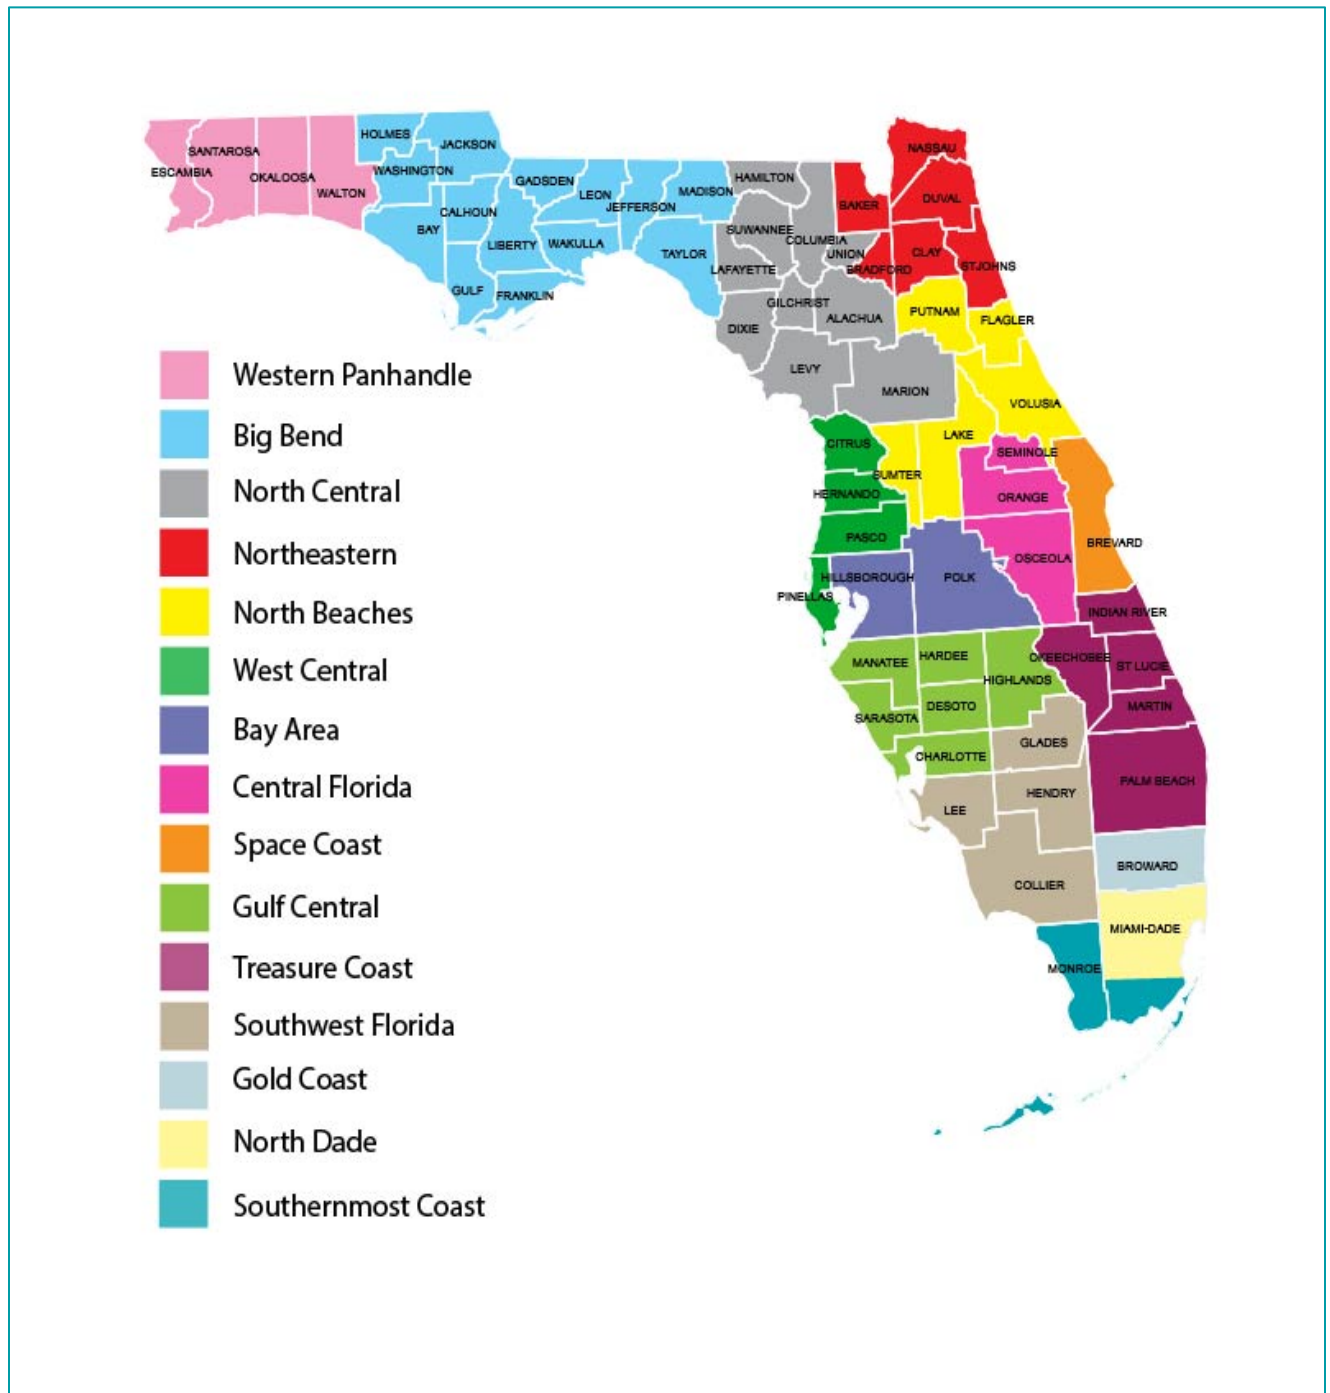 HOLMES
JACKSON
NASSAU
SANTAROSA
ESCAMBIA
WASHINGTON
OKALOOSA
GADSDEN
HAMILTON
WALTON
LEON
MADISON
JEFFERSON
BAKER
DUVAL
CALHOUN
BAY
SUWANNEE
LIBERTY
WAKULLA
COLUMBIA
TAYLOR
UNION
CLAY
LAFAYETTE
BRADFORD
STJOHNS
GULF
FRANKLIN
GILCHRIST
ALACHUA
PUTNAM
FLAGLER
DIXIE
LEVY
MARION
VOLUSIA
CITRUS
LAKE
SEMINOLE
SUMTER
HERNANDO
ORANGE
PASCO
BREVARD
OSCEOLA
HILLSBOROUGH
POLK
PINELLAS
INDIAN RIVER
MANATEE
HARDEE
OKEECHOBEE
ST LUCIE
HIGHLANDS
DESOTO
MARTIN
SARASOTA
GLADES
CHARLOTTE
PALM BEACH
HENDRY
LEE
BROWARD
COLLIER
MIAMI-DADE
MONROE
Western Panhandle
Big Bend
North Central
Northeastern
North Beaches
West Central
Bay Area
Central Florida
Space Coast
Gulf Central
Treasure Coast
Southwest Florida
Gold Coast
North Dade
Southernmost Coast